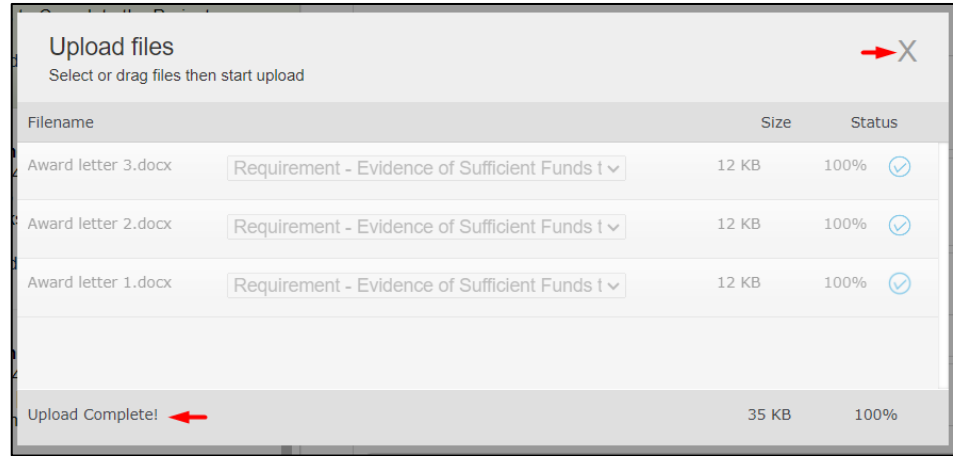 Upload files
X
Select or drag files then start upload
Filename Size Status
Award letter 3.docx Requirement - Evidence of Sufficient Funds t 12 KB 100%
Award letter 2.docx Requirement - Evidence of Sufficient Funds t 12 KB 100%
Award letter 1.docx Requirement - Evidence of Sufficient Funds t 12 KB 100%
Upload Complete! 35 KB 100%